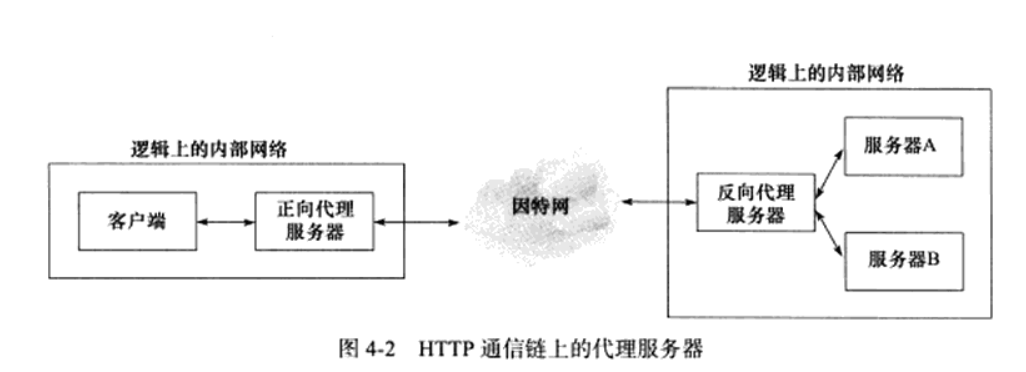 逻辑上的内部网络
服务器A
逻辑上的内部网络
客户端
正向代理
服务器
因特网
反向代理
服务器
服务器B
图 4-2 HTTP 通信链上的代理服务器